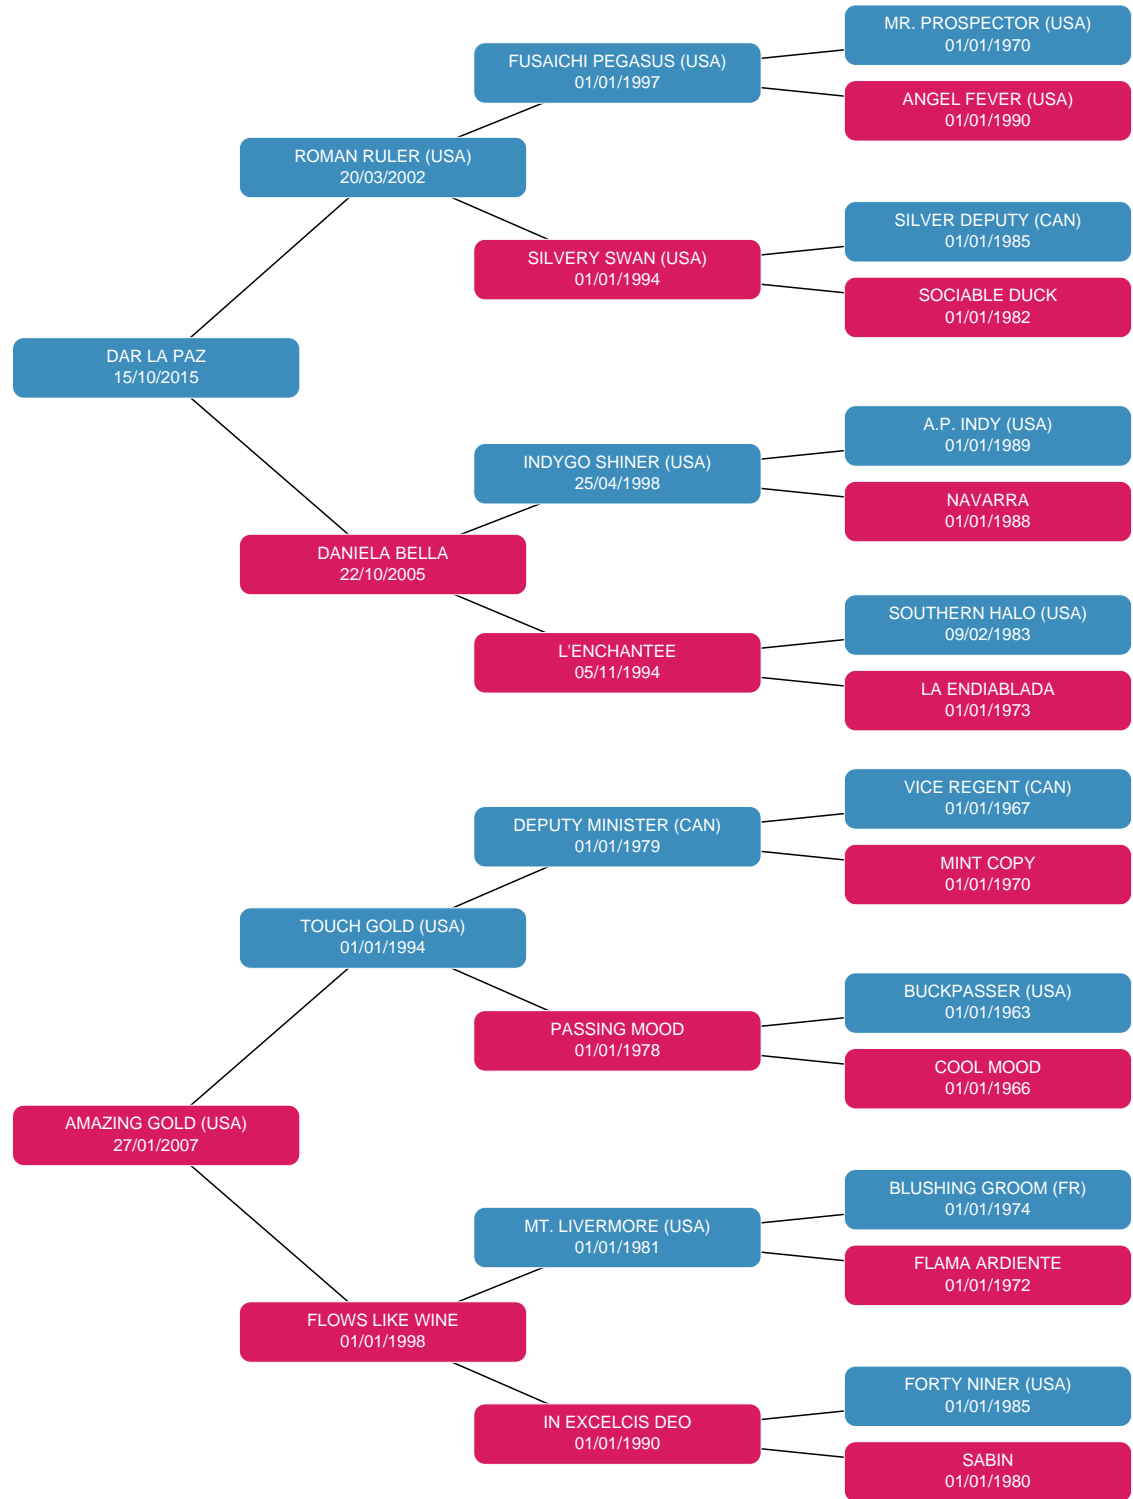 MR. PROSPECTOR (USA)
01/01/1970
FUSAICHI PEGASUS (USA)
01/01/1997
ANGEL FEVER (USA)
01/01/1990
ROMAN RULER (USA)
20/03/2002
SILVER DEPUTY (CAN)
01/01/1985
SILVERY SWAN (USA)
01/01/1994
SOCIABLE DUCK
01/01/1982
DAR LA PAZ
15/10/2015
A.P. INDY (USA)
01/01/1989
INDYGO SHINER (USA)
25/04/1998
NAVARRA
01/01/1988
DANIELA BELLA
22/10/2005
SOUTHERN HALO (USA)
09/02/1983
L'ENCHANTEE
05/11/1994
LA ENDIABLADA
01/01/1973
VICE REGENT (CAN)
01/01/1967
DEPUTY MINISTER (CAN)
01/01/1979
MINT COPY
01/01/1970
TOUCH GOLD (USA)
01/01/1994
BUCKPASSER (USA)
01/01/1963
PASSING MOOD
01/01/1978
COOL MOOD
01/01/1966
AMAZING GOLD (USA)
27/01/2007
BLUSHING GROOM (FR)
01/01/1974
MT. LIVERMORE (USA)
01/01/1981
FLAMA ARDIENTE
01/01/1972
FLOWS LIKE WINE
01/01/1998
FORTY NINER (USA)
01/01/1985
IN EXCELCIS DEO
01/01/1990
SABIN
01/01/1980